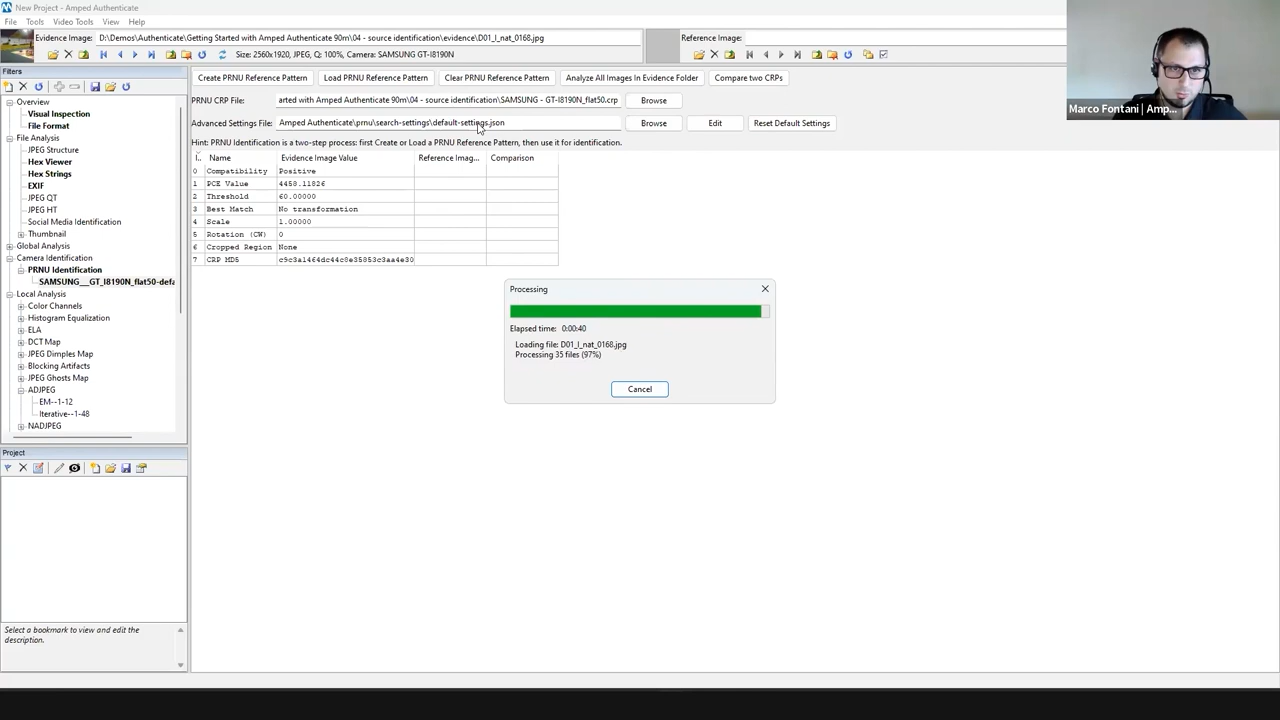 New Project - Amped Authenticate
File Tools Video Tools View Help
Evidence Image: D:\Demos\Authenticate\Getting Started with Amped Authenticate 90m\04 - source identification\evidence\D01_I_nat_0168.jpg
Reference Image:
Size: 2560x1920, JPEG, Q: 100%, Camera: SAMSUNG GT-I8190N
Marco Fontani | Amp...
Filters
Overview
Visual Inspection
File Format
File Analysis
JPEG Structure
Hex Viewer
Hex Strings
EXIF
JPEG QT
JPEG HT
Social Media Identification
Thumbnail
Global Analysis
Camera Identification
PRNU Identification
SAMSUNG__GT_I8190N_flat50-defa
Local Analysis
Color Channels
Histogram Equalization
ELA
DCT Map
JPEG Dimples Map
Blocking Artifacts
JPEG Ghosts Map
ADJPEG
EM--1-12
Iterative--1-48
NADJPEG
Project
Select a bookmark to view and edit the
description.
Create PRNU Reference Pattern Load PRNU Reference Pattern Clear PRNU Reference Pattern Analyze All Images In Evidence Folder Compare two CRPs
PRNU CRP File: arted with Amped Authenticate 90m\04 - source identification\SAMSUNG - GT-I8190N_flat50.crp Browse
Advanced Settings File: Amped Authenticate\prnu\search-settings\default-settings.json Browse Edit Reset Default Settings
Hint: PRNU Identification is a two-step process: first Create or Load a PRNU Reference Pattern, then use it for identification.
I.. Name Evidence Image Value Reference Imag... Comparison
0 Compatibility Positive
1 PCE Value 4458.11826
2 Threshold 60.00000
3 Best Match No transformation
4 Scale 1.00000
5 Rotation (CW) 0
6 Cropped Region None
7 CRP MD5
Processing
Elapsed time: 0:00:40
Loading file: D01_I_nat_0168.jpg
Processing 35 files (97%)
Cancel